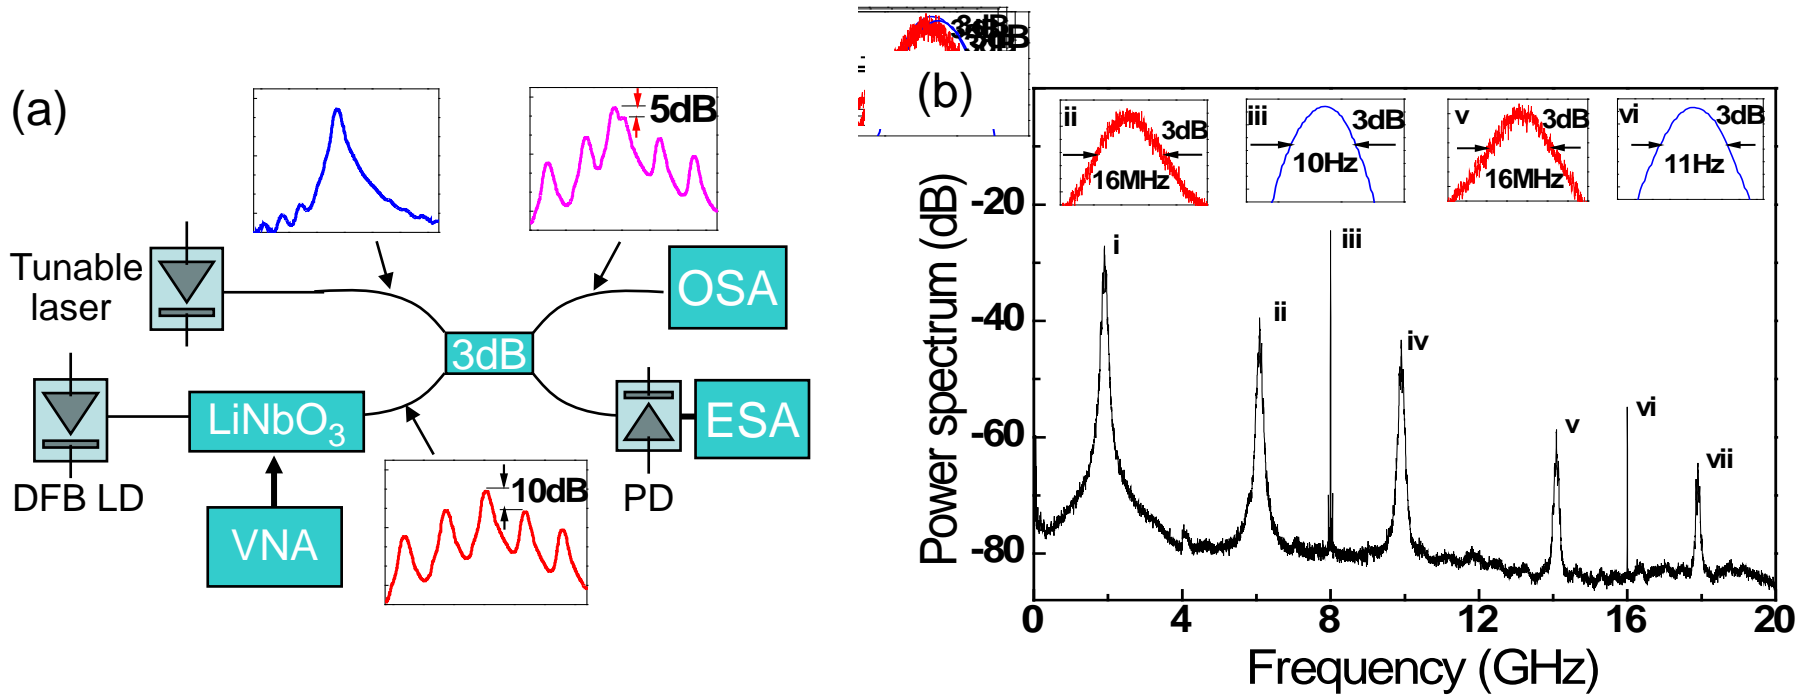 (a)
5dB
Tunable
laser
OSA
3dB
LiNbO3
ESA
DFB LD
10dB
PD
VNA
3dB
(b)
ii
3dB
16MHz
iii
3dB
10Hz
v
3dB
16MHz
vi
3dB
11Hz
Power spectrum (dB)
-20
-40
-60
-80
i
ii
iii
iv
v
vi
vii
0
4
8
12
16
20
Frequency (GHz)